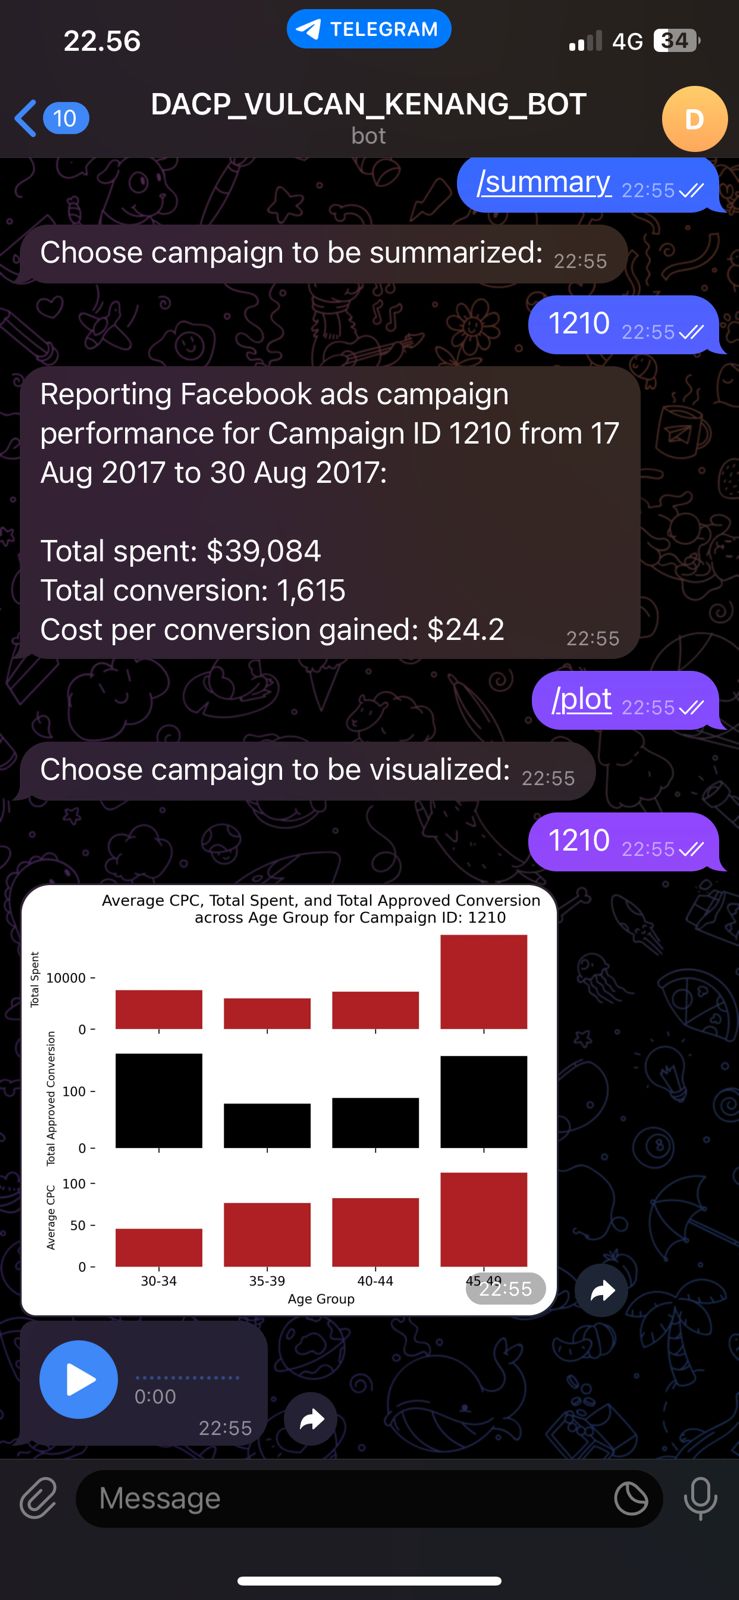 22.56
TELEGRAM
4G
34
10
DACP_VULCAN_KENANG_BOT
bot
D
/summary 22:55
Choose campaign to be summarized: 22:55
1210 22:55
Reporting Facebook ads campaign
performance for Campaign ID 1210 from 17
Aug 2017 to 30 Aug 2017:
Total spent: $39,084
Total conversion: 1,615
Cost per conversion gained: $24.2 22:55
/plot 22:55
Choose campaign to be visualized: 22:55
1210 22:55
Average CPC, Total Spent, and Total Approved Conversion
across Age Group for Campaign ID: 1210
Total Spent
10000
0
Total Approved Conversion
100
0
Average CPC
100
50
0
30-34 35-39 40-44 45-49
22:55
Age Group
0:00
22:55
Message